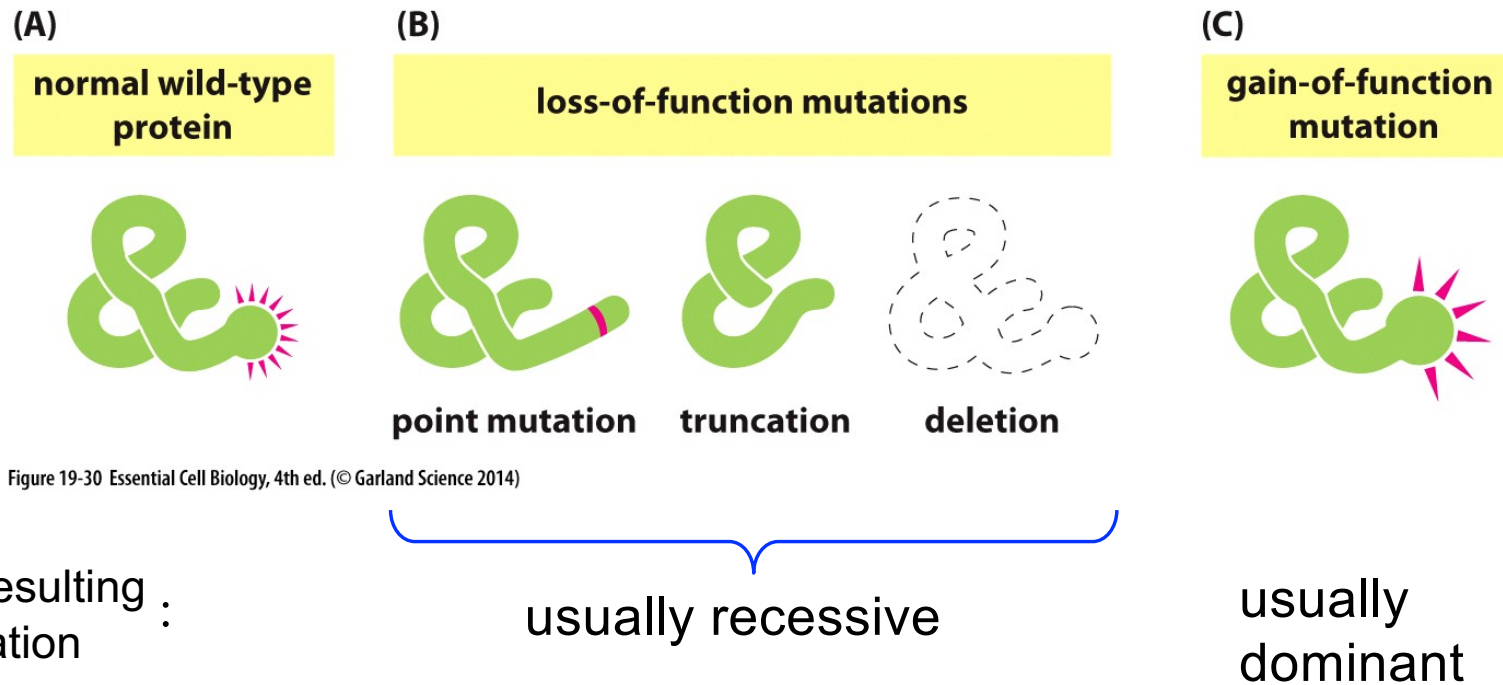 (A)
(B)
(C)
normal wild-type
protein
loss-of-function mutations
gain-of-function
mutation
point mutation
truncation
deletion
Figure 19-30 Essential Cell Biology, 4th ed. (© Garland Science 2014)
esulting :
ation
usually recessive
usually
dominant